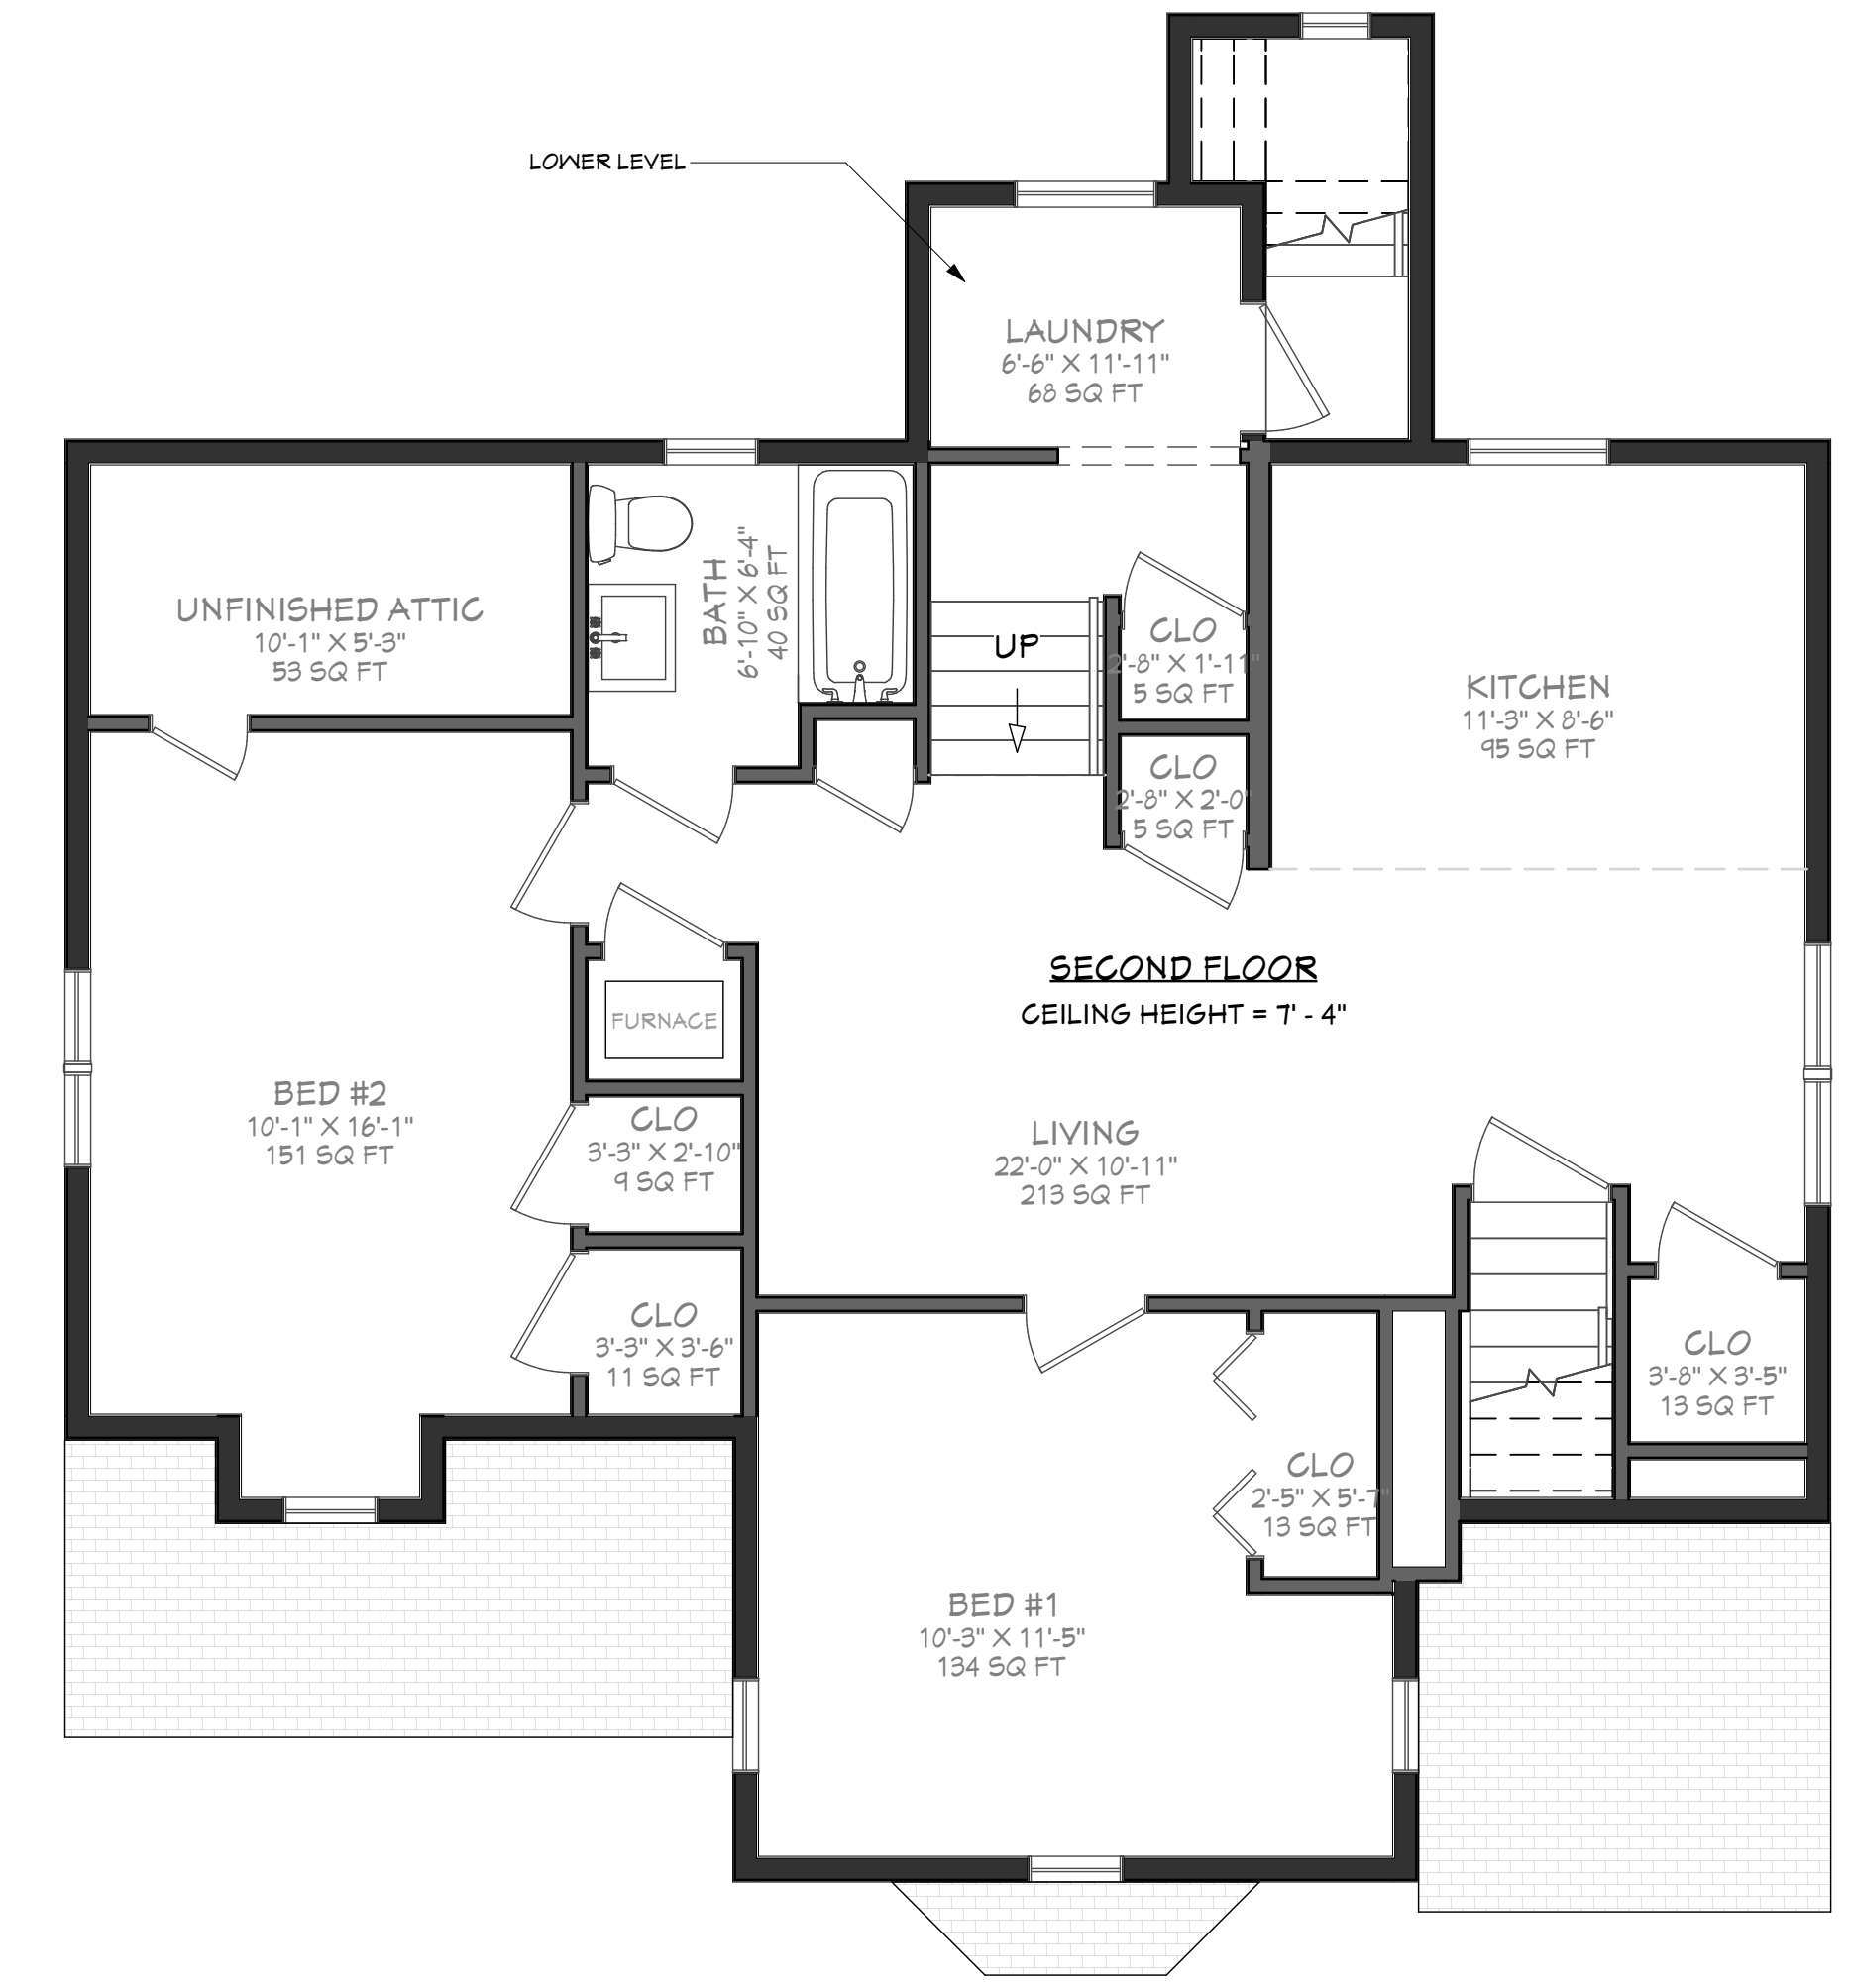 LOWER LEVEL
LAUNDRY
6'-6" X 11'-11"
68 SQ FT
UNFINISHED ATTIC
10'-1" X 5'-3"
53 SQ FT
BATH
6'-10" X 6'-4"
40 SQ FT
UP
CLO
2'-8" X 1'-11"
5 SQ FT
KITCHEN
11'-3" X 8'-6"
95 SQ FT
CLO
2'-8" X 2'-0"
5 SQ FT
SECOND FLOOR
CEILING HEIGHT = 7' - 4"
FURNACE
BED #2
10'-1" X 16'-1"
151 SQ FT
CLO
3'-3" X 2'-10"
9 SQ FT
LIVING
22'-0" X 10'-11"
213 SQ FT
CLO
3'-3" X 3'-6"
11 SQ FT
CLO
3'-8" X 3'-5"
13 SQ FT
CLO
2'-5" X 5'-7"
13 SQ FT
BED #1
10'-3" X 11'-5"
134 SQ FT